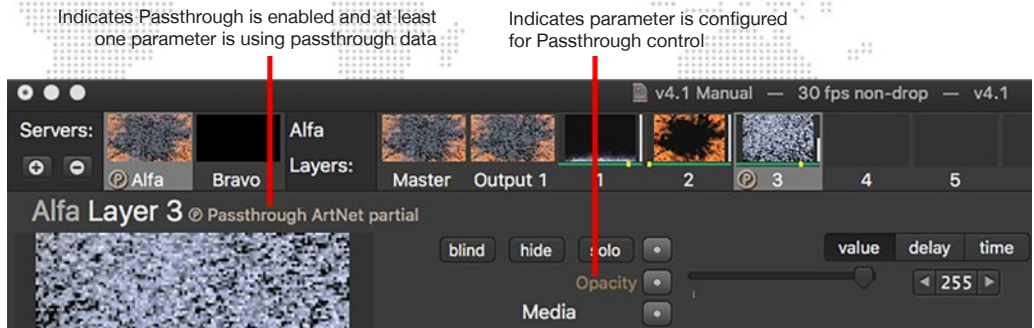 Indicates Passthrough is enabled and at least
one parameter is using passthrough data
Indicates parameter is configured
for Passthrough control
v4.1 Manual — 30 fps non-drop — v4.1
Servers:
Alfa
Layers:
Ⓟ Alfa
Bravo
Master
Output 1
1
2
Ⓟ 3
4
5
Alfa Layer 3 Ⓟ Passthrough ArtNet partial
blind hide solo
value delay time
Opacity
255
Media